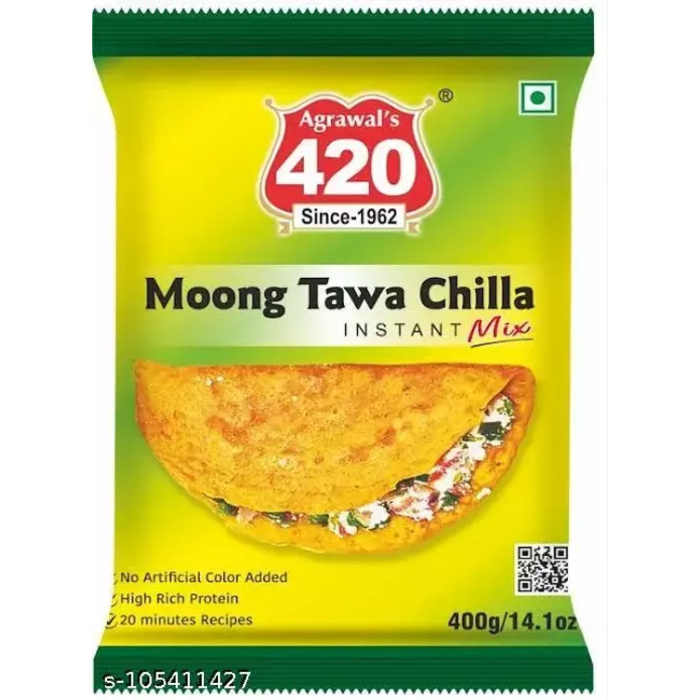 Agrawal's
®
420
Since-1962
Moong Tawa Chilla
INSTANT Mix
No Artificial Color Added
High Rich Protein
20 minutes Recipes
400g/14.1oz
s-105411427